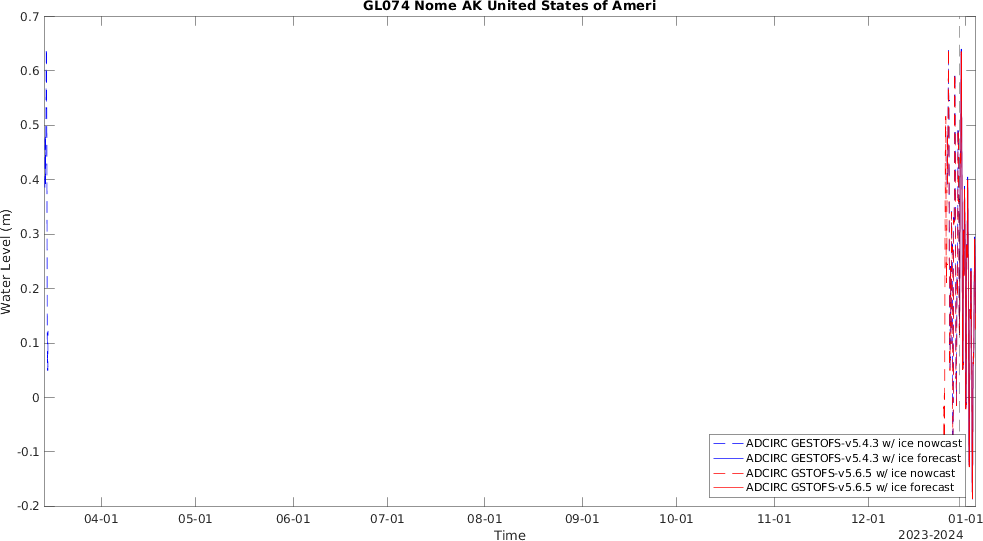 GL074 Nome AK United States of Ameri
0.7
0.6
0.5
0.4
0.3
0.2
0.1
0
-0.1
-0.2
Water Level (m)
ADCIRC GESTOFS-v5.4.3 w/ ice nowcast
ADCIRC GESTOFS-v5.4.3 w/ ice forecast
ADCIRC GSTOFS-v5.6.5 w/ ice nowcast
ADCIRC GSTOFS-v5.6.5 w/ ice forecast
04-01 05-01 06-01 07-01 08-01 09-01 10-01 11-01 12-01 01-01
Time
2023-2024